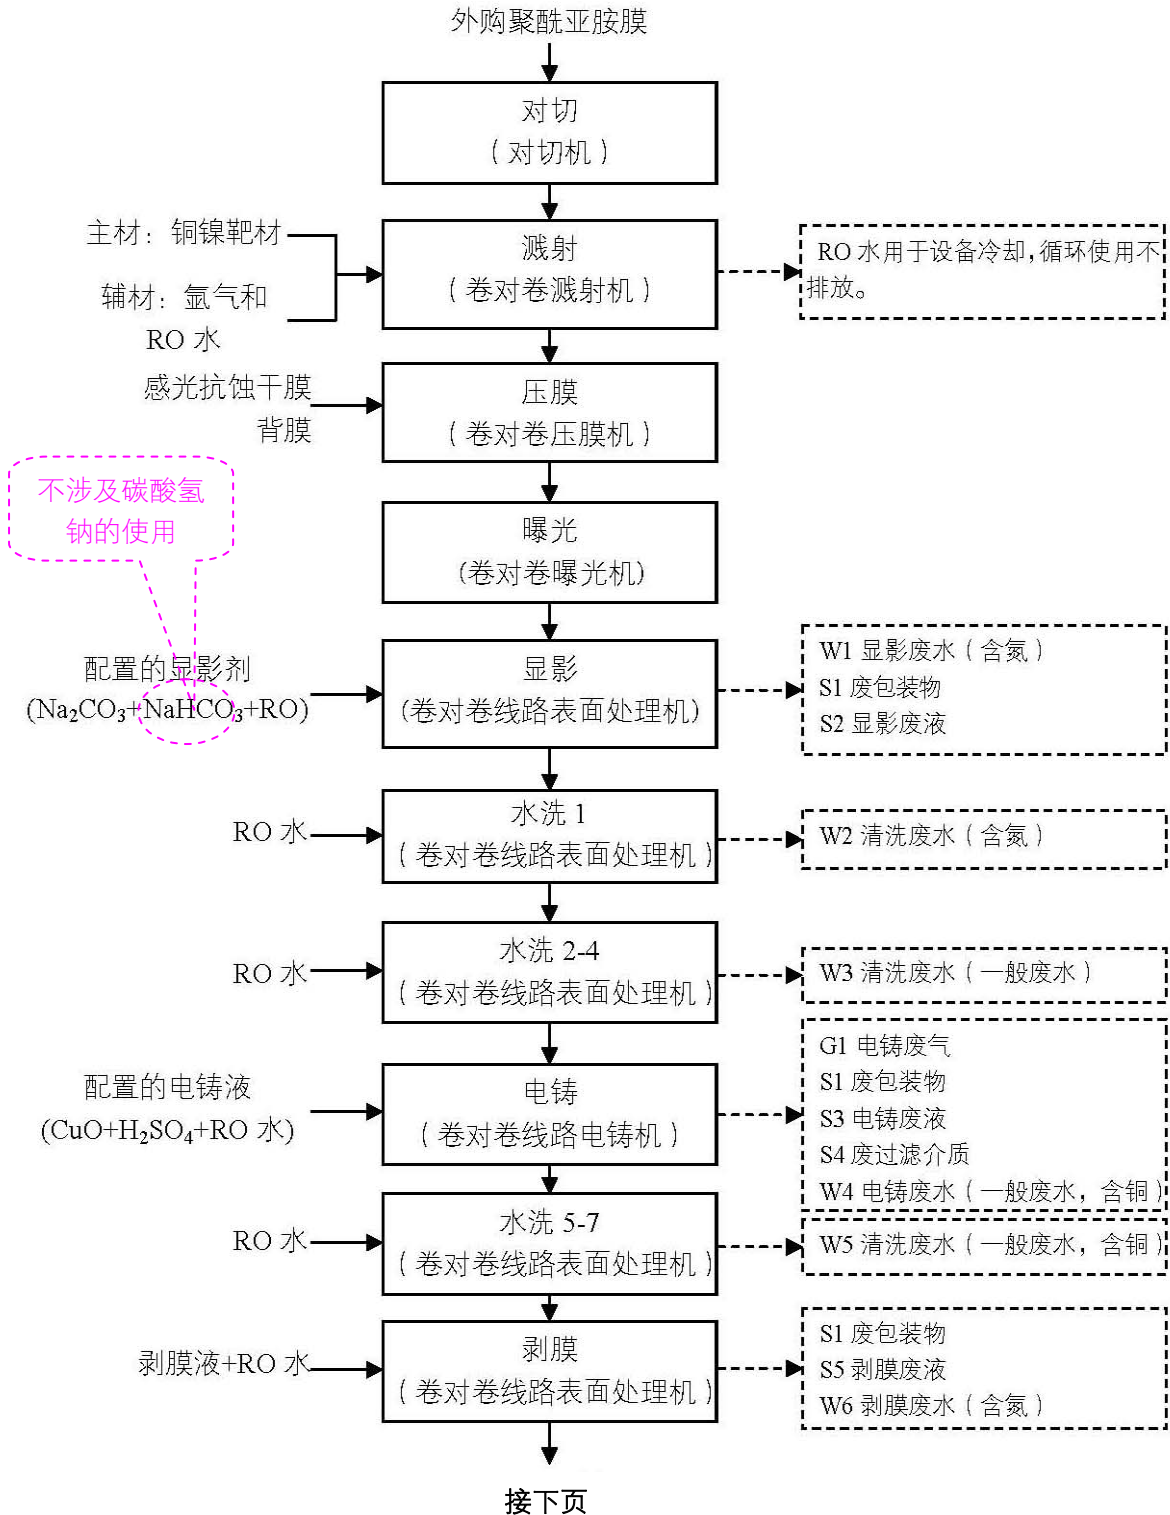 外购聚酰亚胺膜
对切
（对切机）
主材：铜镍靶材
辅材：氩气和
RO 水
溅射
（卷对卷溅射机）
RO 水用于设备冷却，循环使用不
排放。
感光抗蚀干膜
背膜
压膜
（卷对卷压膜机）
不涉及碳酸氢
钠的使用
曝光
(卷对卷曝光机)
配置的显影剂
(Na₂CO₃+NaHCO₃+RO)
显影
(卷对卷线路表面处理机)
W1 显影废水（含氮）
S1 废包装物
S2 显影废液
RO 水
水洗 1
（卷对卷线路表面处理机）
W2 清洗废水（含氮）
RO 水
水洗 2-4
（卷对卷线路表面处理机）
W3 清洗废水（一般废水）
配置的电铸液
(CuO+H₂SO₄+RO 水)
电铸
（卷对卷线路电铸机）
G1 电铸废气
S1 废包装物
S3 电铸废液
S4 废过滤介质
W4 电铸废水（一般废水，含铜）
RO 水
水洗 5-7
（卷对卷线路表面处理机）
W5 清洗废水（一般废水，含铜）
剥膜液+RO 水
剥膜
（卷对卷线路表面处理机）
S1 废包装物
S5 剥膜废液
W6 剥膜废水（含氮）
接下页